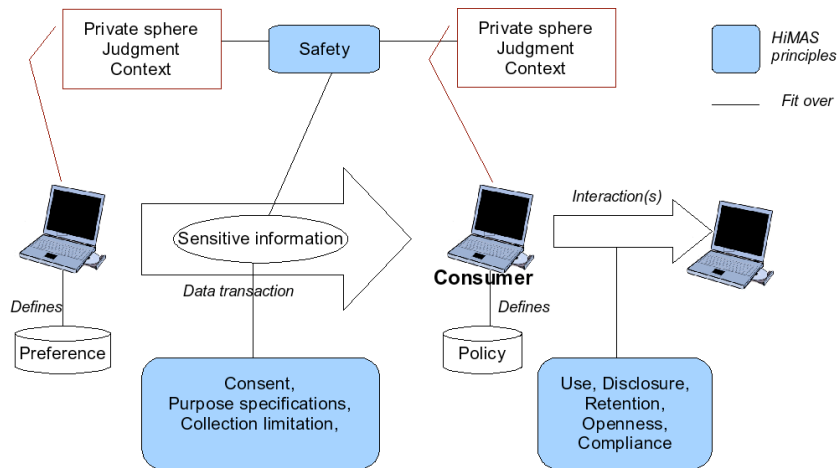 Private sphere
Judgment
Context
Safety
Private sphere
Judgment
Context
HiMAS
principles
Fit over
Sensitive information
Data transaction
Interaction(s)
Consumer
Defines
Preference
Defines
Policy
Consent,
Purpose specifications,
Collection limitation,
Use, Disclosure,
Retention,
Openness,
Compliance